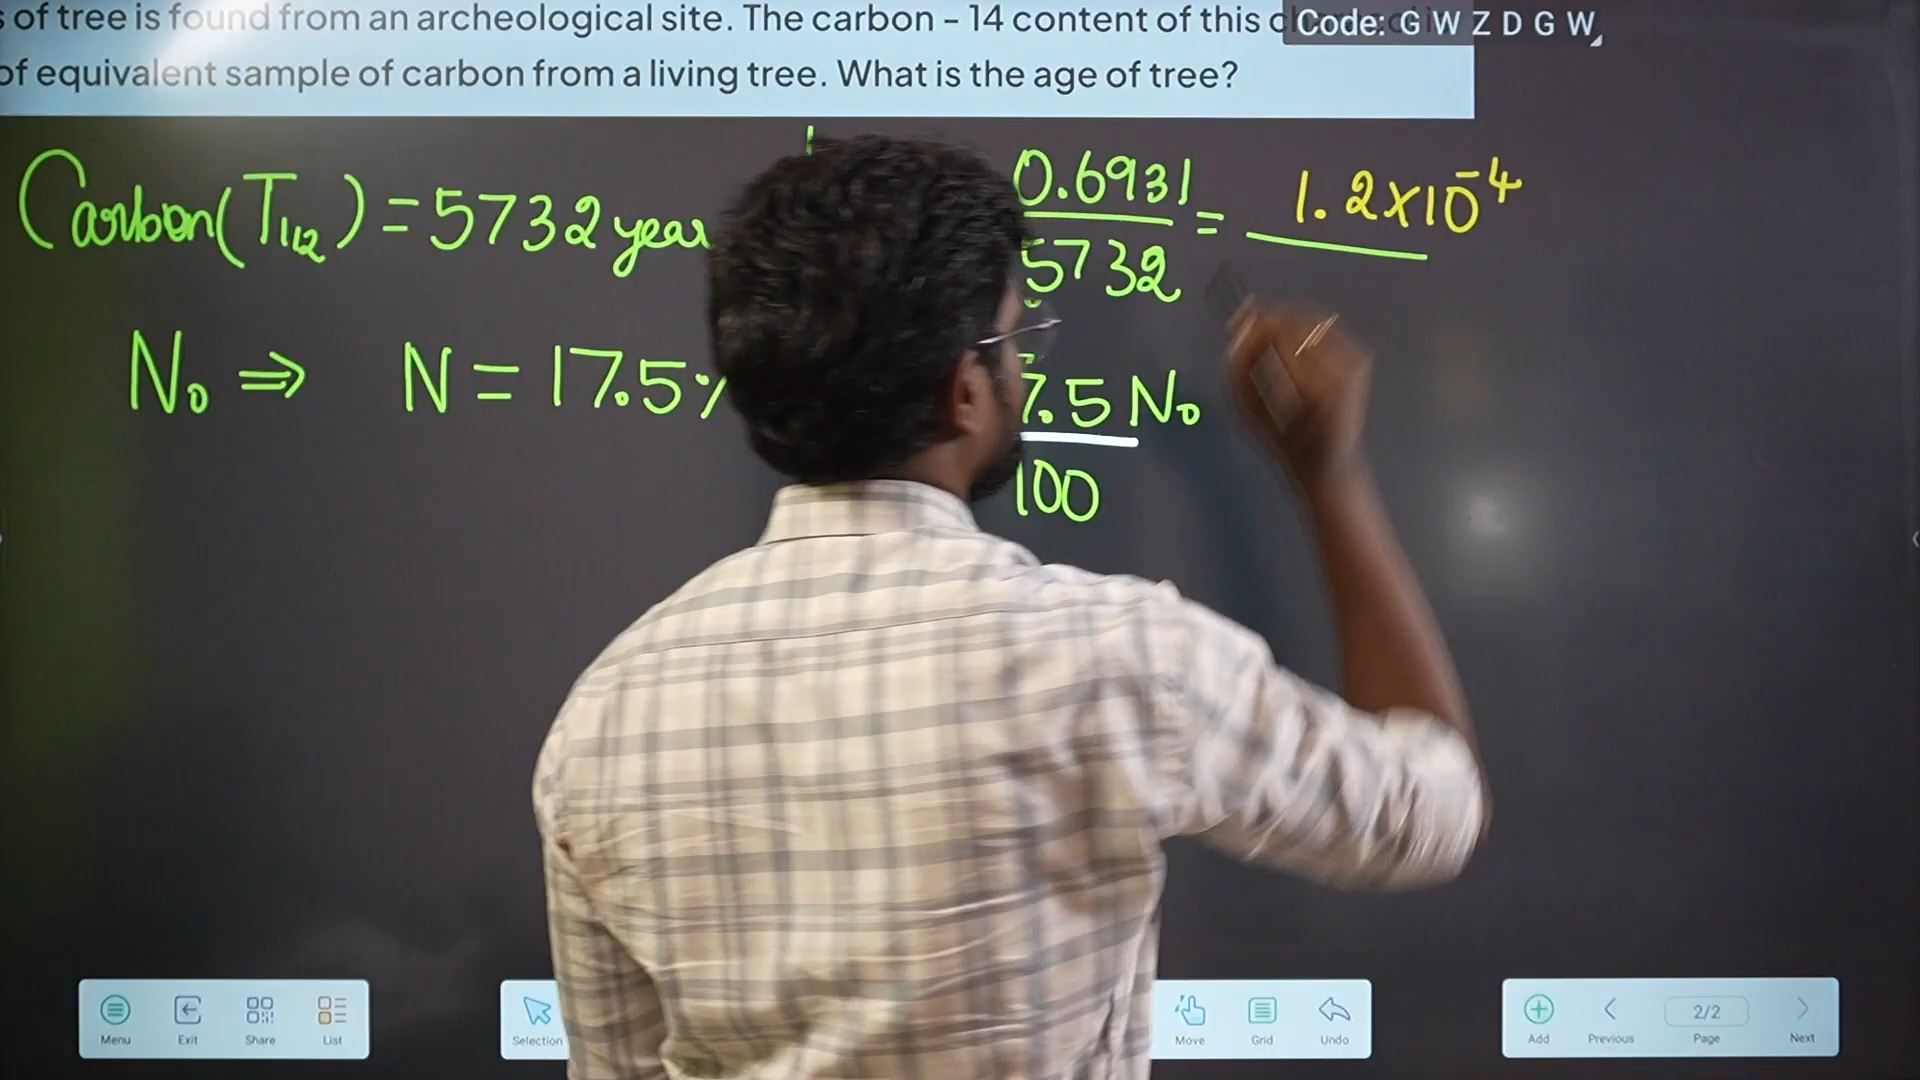 of tree is found from an archeological site. The carbon - 14 content of this
Code: G W Z D G W
of equivalent sample of carbon from a living tree. What is the age of tree?
Carbon (T1/2) = 5732 year
0.6931
5732
= 1.2x10⁻⁴
N₀ ⇒ N = 17.5%
7.5 N₀
100
Menu Exit Share List Selection Move Grid Undo Add Previous 2/2 Page Next